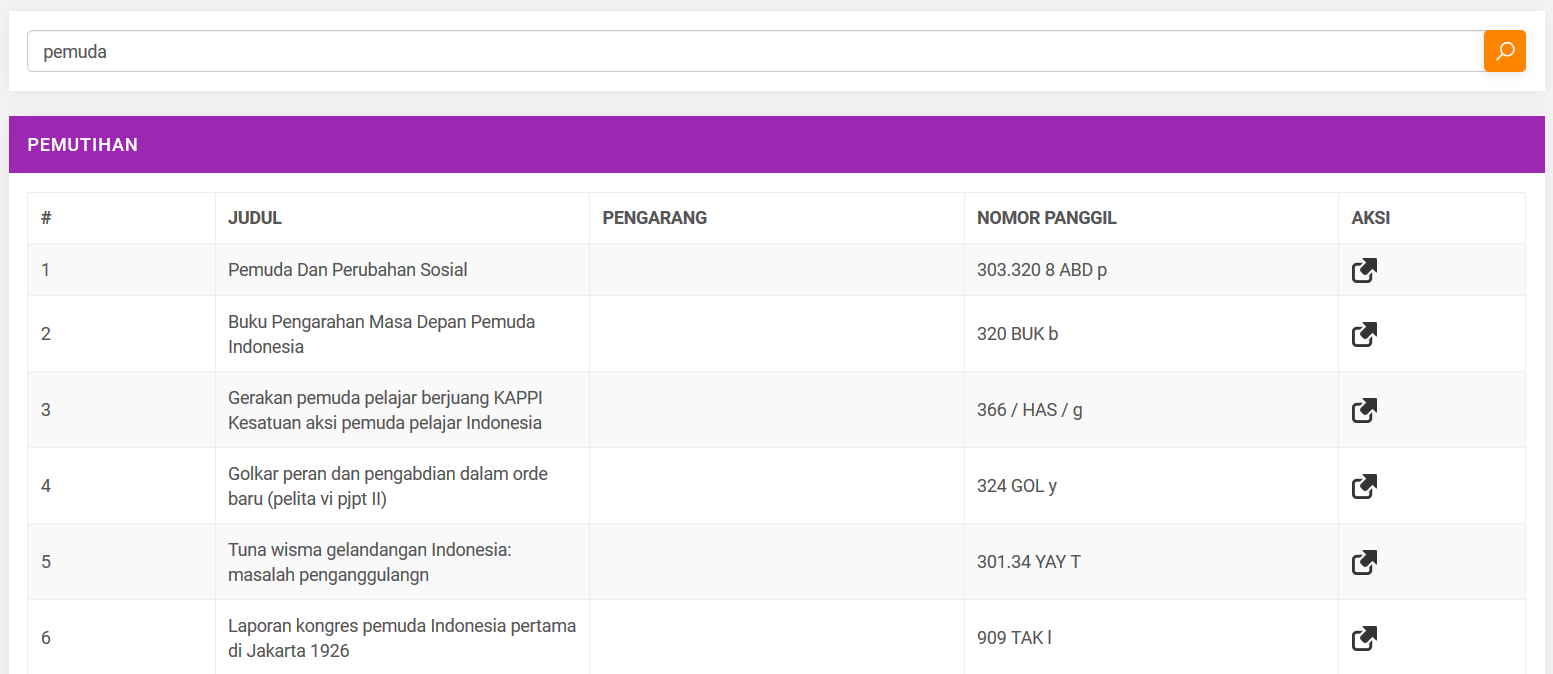 pemuda
PEMUTIHAN
# JUDUL PENGARANG NOMOR PANGGIL AKSI
1 Pemuda Dan Perubahan Sosial 303.320 8 ABD p
2 Buku Pengarahan Masa Depan Pemuda
Indonesia 320 BUK b
3 Gerakan pemuda pelajar berjuang KAPPI
Kesatuan aksi pemuda pelajar Indonesia 366 / HAS / g
4 Golkar peran dan pengabdian dalam orde
baru (pelita vi pjpt II) 324 GOL y
5 Tuna wisma gelandangan Indonesia:
masalah penganggulangn 301.34 YAY T
6 Laporan kongres pemuda Indonesia pertama
di Jakarta 1926 909 TAK l